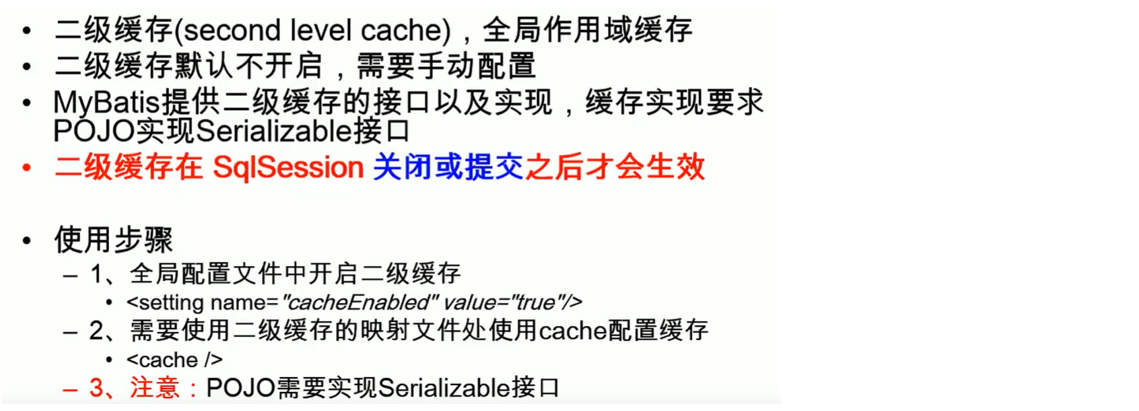 • 二级缓存(second level cache)，全局作用域缓存
• 二级缓存默认不开启，需要手动配置
• MyBatis提供二级缓存的接口以及实现，缓存实现要求
POJO实现Serializable接口
• 二级缓存在 SqlSession 关闭或提交之后才会生效
• 使用步骤
– 1、全局配置文件中开启二级缓存
• <setting name="cacheEnabled" value="true"/>
– 2、需要使用二级缓存的映射文件处使用cache配置缓存
• <cache />
– 3、注意：POJO需要实现Serializable接口